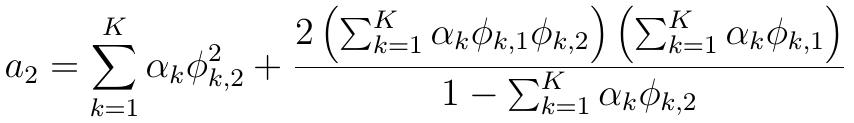 a_2 = \sum_{k=1}^{K} \alpha_k \phi_{k,2}^2 + \frac{2 \left( \sum_{k=1}^{K} \alpha_k \phi_{k,1} \phi_{k,2} \right) \left( \sum_{k=1}^{K} \alpha_k \phi_{k,1} \right)}{1 - \sum_{k=1}^{K} \alpha_k \phi_{k,2}}